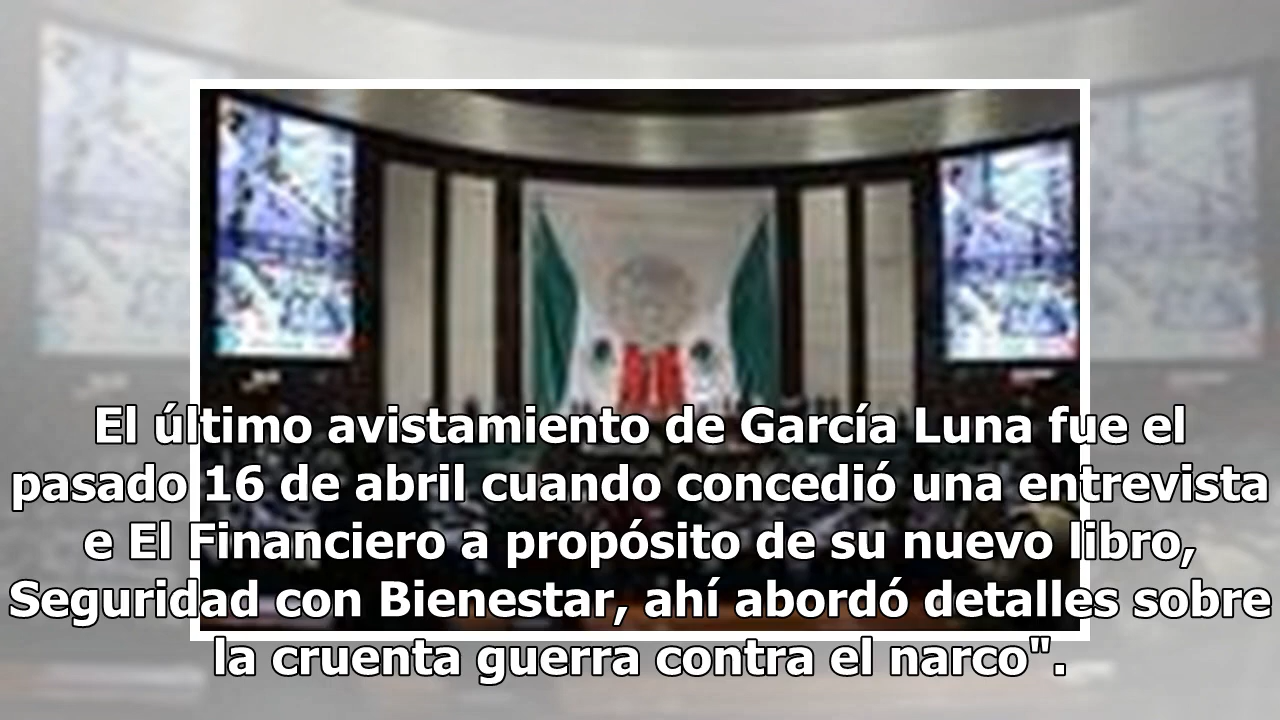 El último avistamiento de García Luna fue el
pasado 16 de abril cuando concedió una entrevista
e El Financiero a propósito de su nuevo libro,
Seguridad con Bienestar, ahí abordó detalles sobre
la cruenta guerra contra el narco".